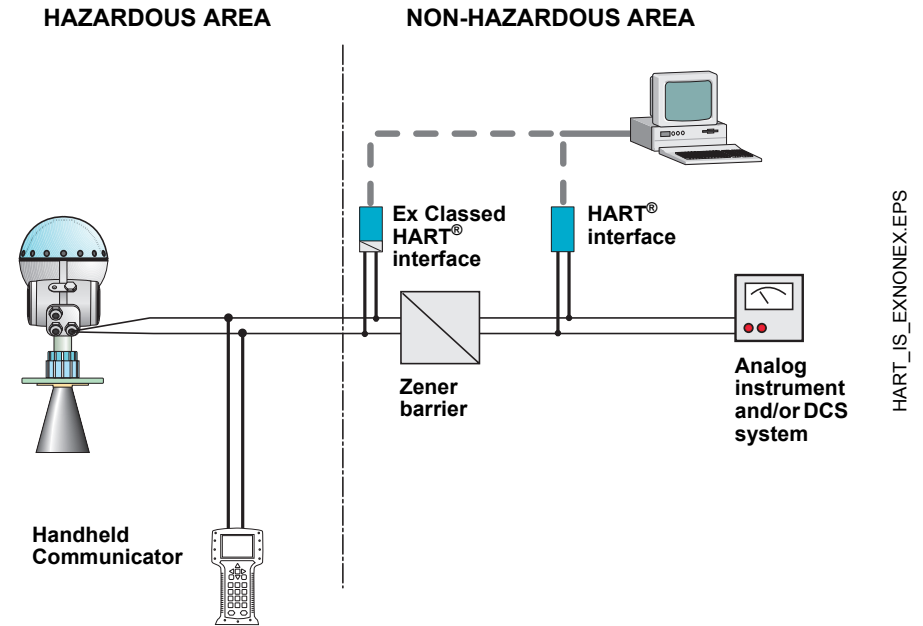 HAZARDOUS AREA
NON-HAZARDOUS AREA
Ex Classed
HART®
interface
HART®
interface
Zener
barrier
Analog
instrument
and/or DCS
system
Handheld
Communicator
HART_IS_EXNONEX.EPS